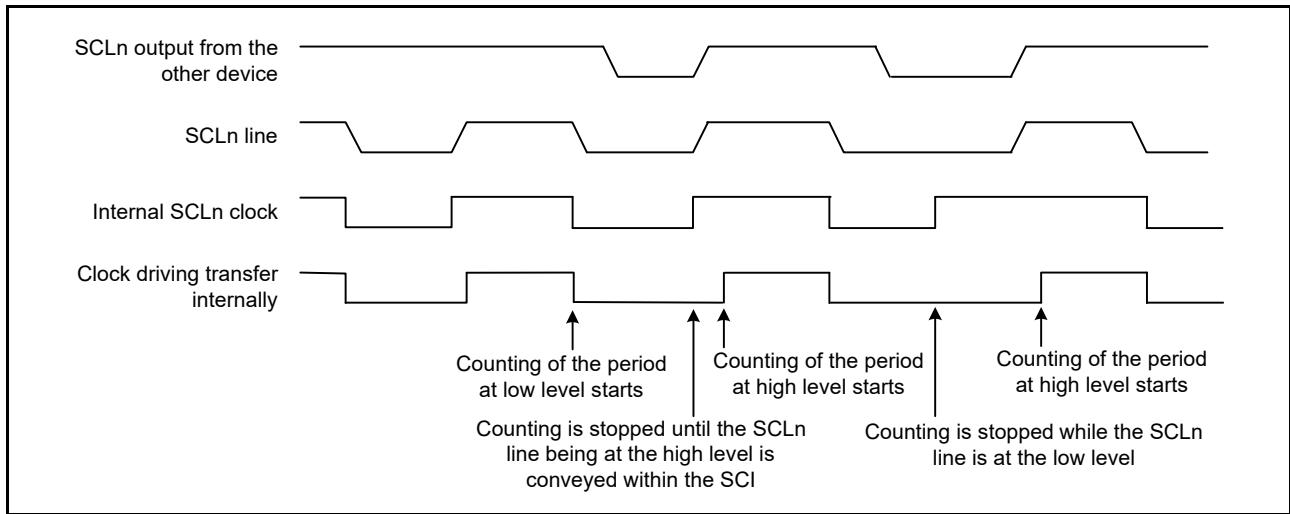 SCLn output from the
other device
SCLn line
Internal SCLn clock
Clock driving transfer
internally
Counting of the period
at low level starts
Counting of the period
at high level starts
Counting of the period
at high level starts
Counting is stopped until the SCLn
line being at the high level is
conveyed within the SCI
Counting is stopped while the SCLn
line is at the low level